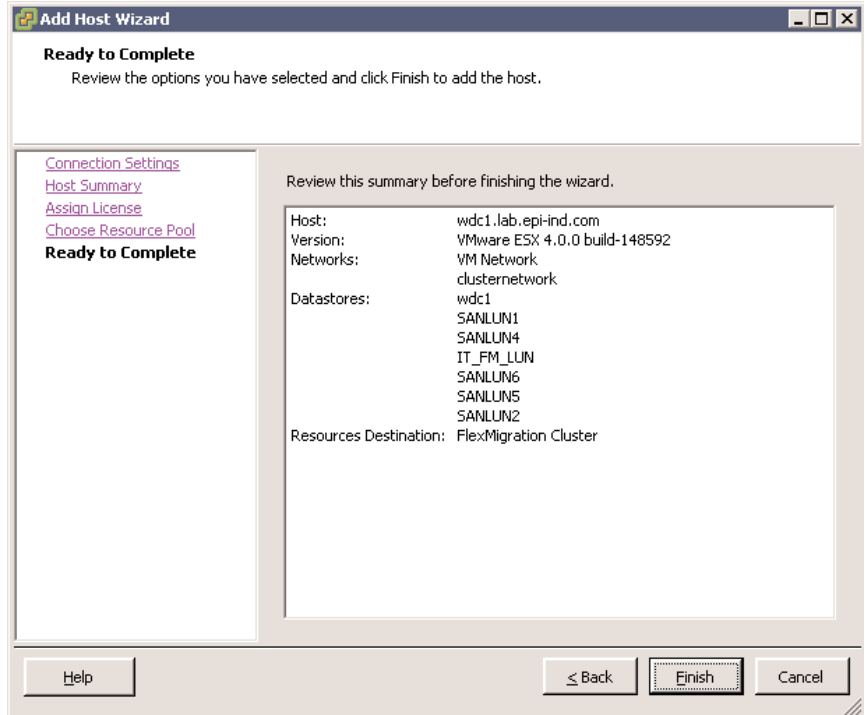 Add Host Wizard
Ready to Complete
Review the options you have selected and click Finish to add the host.
Connection Settings
Host Summary
Assign License
Choose Resource Pool
Ready to Complete
Review this summary before finishing the wizard.
Host: wdc1.lab.epi-ind.com
Version: VMware ESX 4.0.0 build-148592
Networks: VM Network
clusternetwork
Datastores: wdc1
SANLUN1
SANLUN4
IT_FM_LUN
SANLUN6
SANLUN5
SANLUN2
Resources Destination: FlexMigration Cluster
Help
< Back
Finish
Cancel